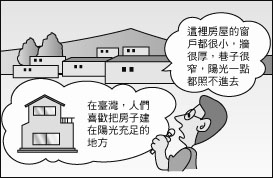 這裡房屋的窗
戶都很小，牆
很厚，巷子很
窄，陽光一點
都照不進去
在臺灣，人們
喜歡把房子建
在陽光充足的
地方